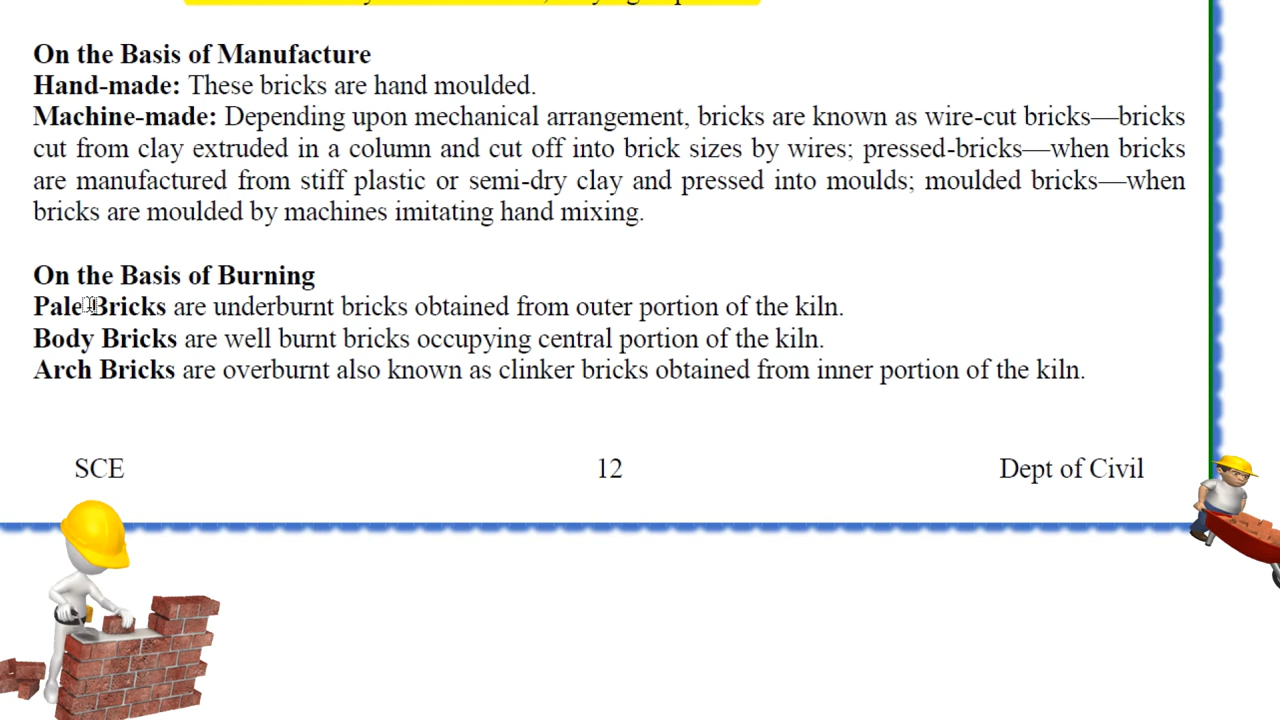 On the Basis of Manufacture
Hand-made: These bricks are hand moulded.
Machine-made: Depending upon mechanical arrangement, bricks are known as wire-cut bricks—bricks
cut from clay extruded in a column and cut off into brick sizes by wires; pressed-bricks—when bricks
are manufactured from stiff plastic or semi-dry clay and pressed into moulds; moulded bricks—when
bricks are moulded by machines imitating hand mixing.
On the Basis of Burning
Pale Bricks are underburnt bricks obtained from outer portion of the kiln.
Body Bricks are well burnt bricks occupying central portion of the kiln.
Arch Bricks are overburnt also known as clinker bricks obtained from inner portion of the kiln.
SCE 12 Dept of Civil